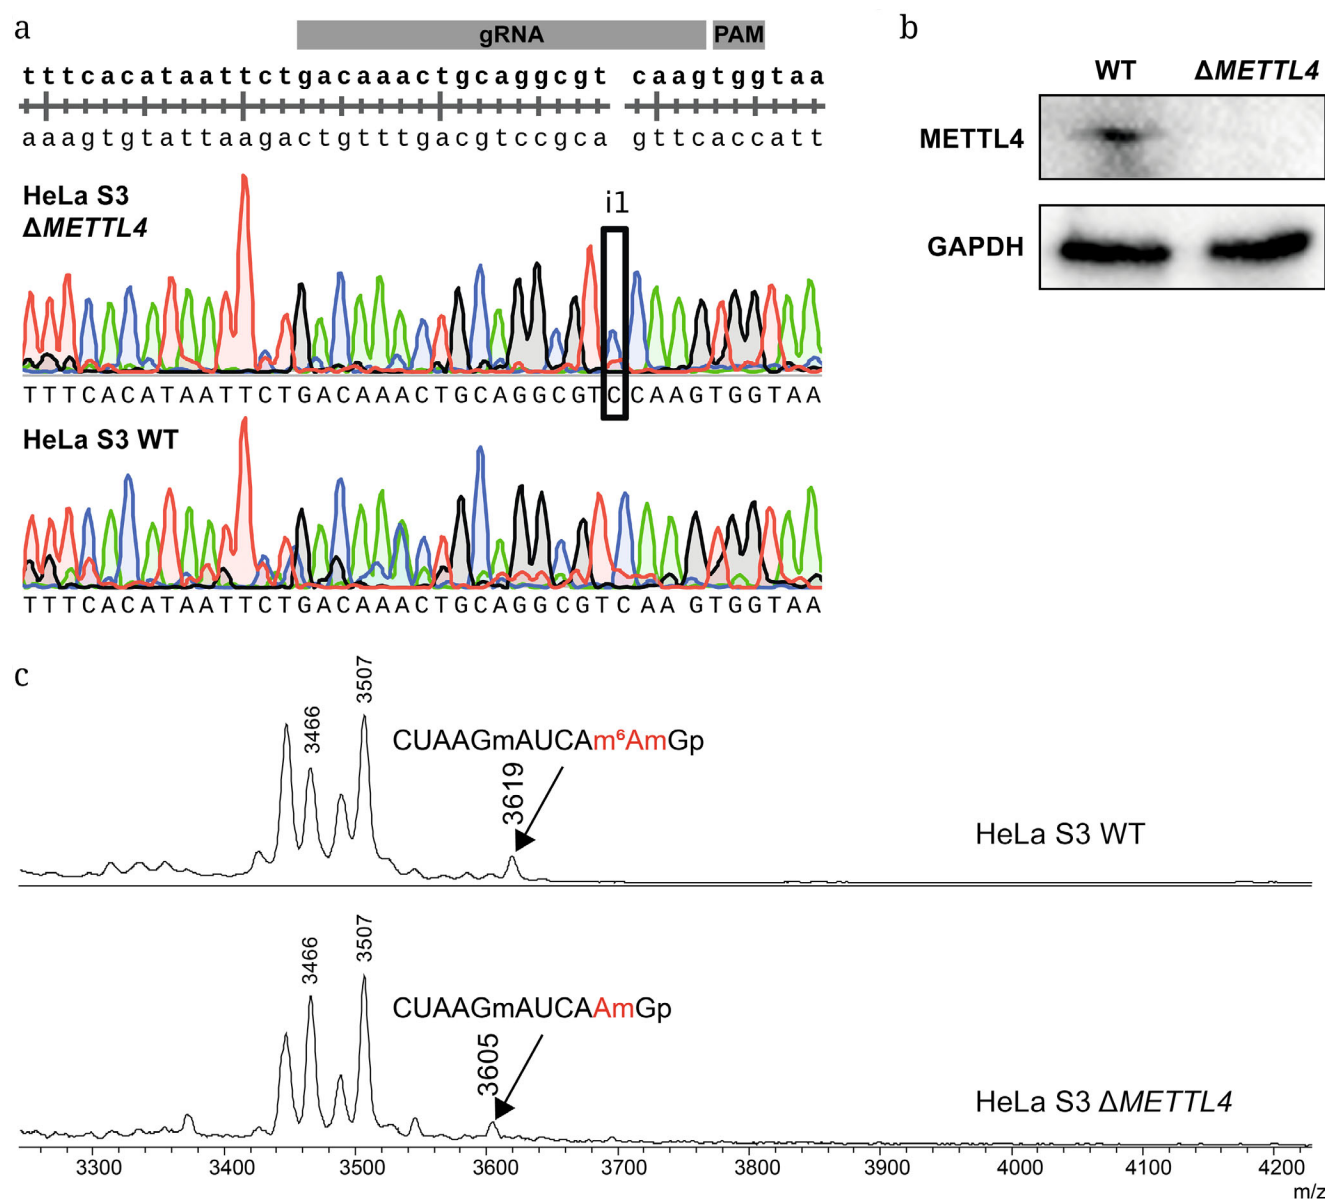 a
gRNA PAM
tttcacataattctgacaaactgcaggcgt caagtggtaa
aaagtgtattaagactgtttgacgtccgca gttcaccatt
HeLa S3
ΔMETTL4
i1
TTTCACATAATTCTGACAAACTGCAGGCGTCCAAGTGGTAA
HeLa S3 WT
TTTCACATAATTCTGACAAACTGCAGGCGTCAA GTGGTAA
b
WT ΔMETTL4
METTL4
GAPDH
c
3466
3507
CUAAGmAUCAm⁶AmGp
3619
HeLa S3 WT
3466
3507
CUAAGmAUCAAmGp
3605
HeLa S3 ΔMETTL4
3300 3400 3500 3600 3700 3800 3900 4000 4100 4200
m/z